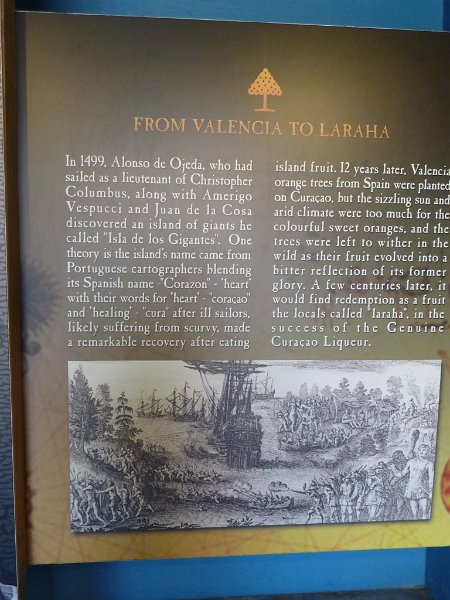 FROM VALENCIA TO LARAHA
In 1499, Alonso de Ojeda, who had
sailed as a lieutenant of Christopher
Columbus, along with Amerigo
Vespucci and Juan de la Cosa
discovered an island of giants he
called "Isla de los Gigantes". One
theory is the island's name came from
Portuguese cartographers blending
its Spanish name -"Corazon" - 'heart'
with their words for 'heart' - "coraçao"
and 'healing' - "cura" after ill sailors,
likely suffering from scurvy, made
a remarkable recovery after eating
island fruit. 12 years later, Valencia
orange trees from Spain were planted
on Curaçao, but the sizzling sun and
arid climate were too much for the
colourful sweet oranges, and the
trees were left to wither in the
wild as their fruit evolved into a
bitter reflection of its former
glory. A few centuries later, it
would find redemption as a fruit
the locals called "laraha", in the
success of the Genuine
Curaçao Liqueur.